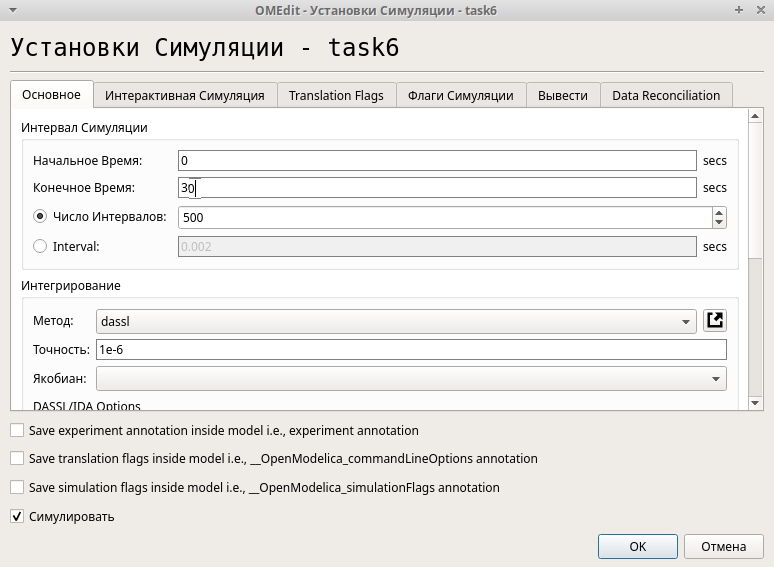 OMEdit - Установки Симуляции - task6
Установки Симуляции - task6
Основное Интерактивная Симуляция Translation Flags Флаги Симуляции Вывести Data Reconciliation
Интервал Симуляции
Начальное Время: 0 secs
Конечное Время: 30 secs
Число Интервалов: 500
Interval: 0.002 secs
Интегрирование
Метод: dassl
Точность: 1e-6
Якобиан:
DASSL/IDA Options
Save experiment annotation inside model i.e., experiment annotation
Save translation flags inside model i.e., __OpenModelica_commandLineOptions annotation
Save simulation flags inside model i.e., __OpenModelica_simulationFlags annotation
Симулировать
OK Отмена